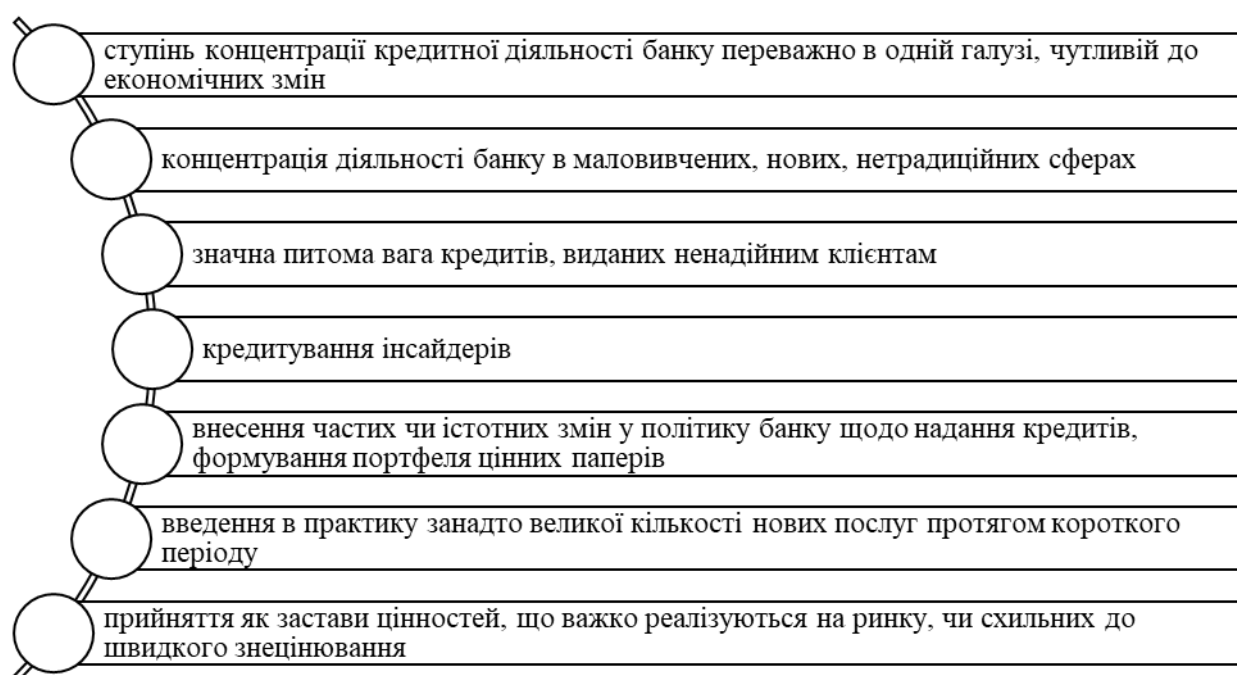 ступінь концентрації кредитної діяльності банку переважно в одній галузі, чутливій до
економічних змін
концентрація діяльності банку в маловивчених, нових, нетрадиційних сферах
значна питома вага кредитів, виданих ненадійним клієнтам
кредитування інсайдерів
внесення частих чи істотних змін у політику банку щодо надання кредитів,
формування портфеля цінних паперів
введення в практику занадто великої кількості нових послуг протягом короткого
періоду
прийняття як застави цінностей, що важко реалізуються на ринку, чи схильних до
швидкого знецінювання